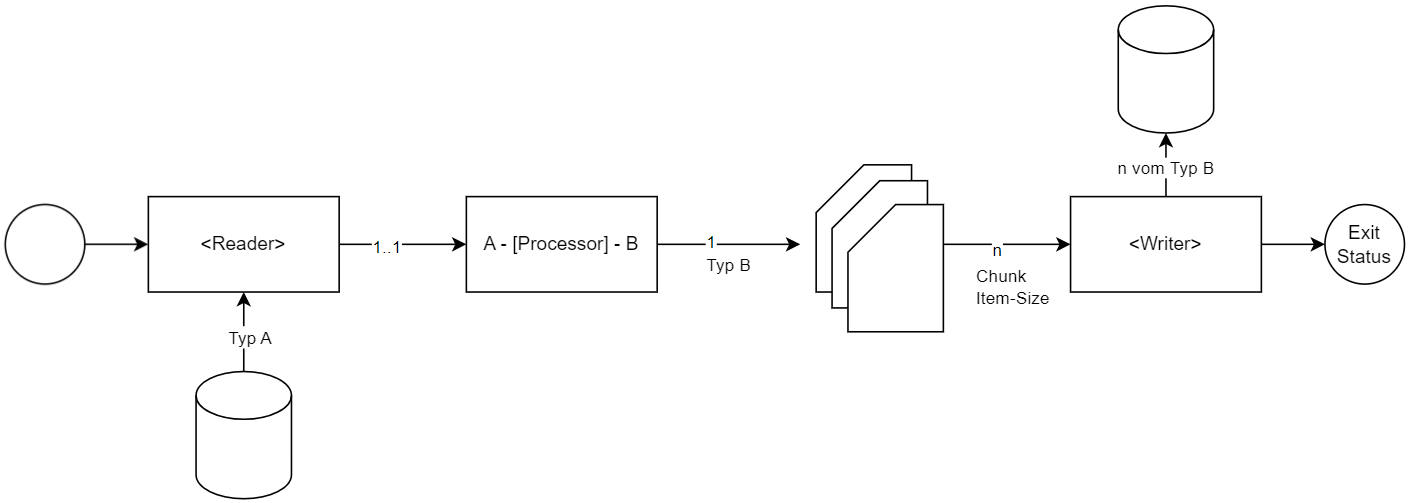 <Reader>
1..1
A - [Processor] - B
1
Typ B
n
Chunk
Item-Size
<Writer>
n vom Typ B
Exit
Status
Typ A